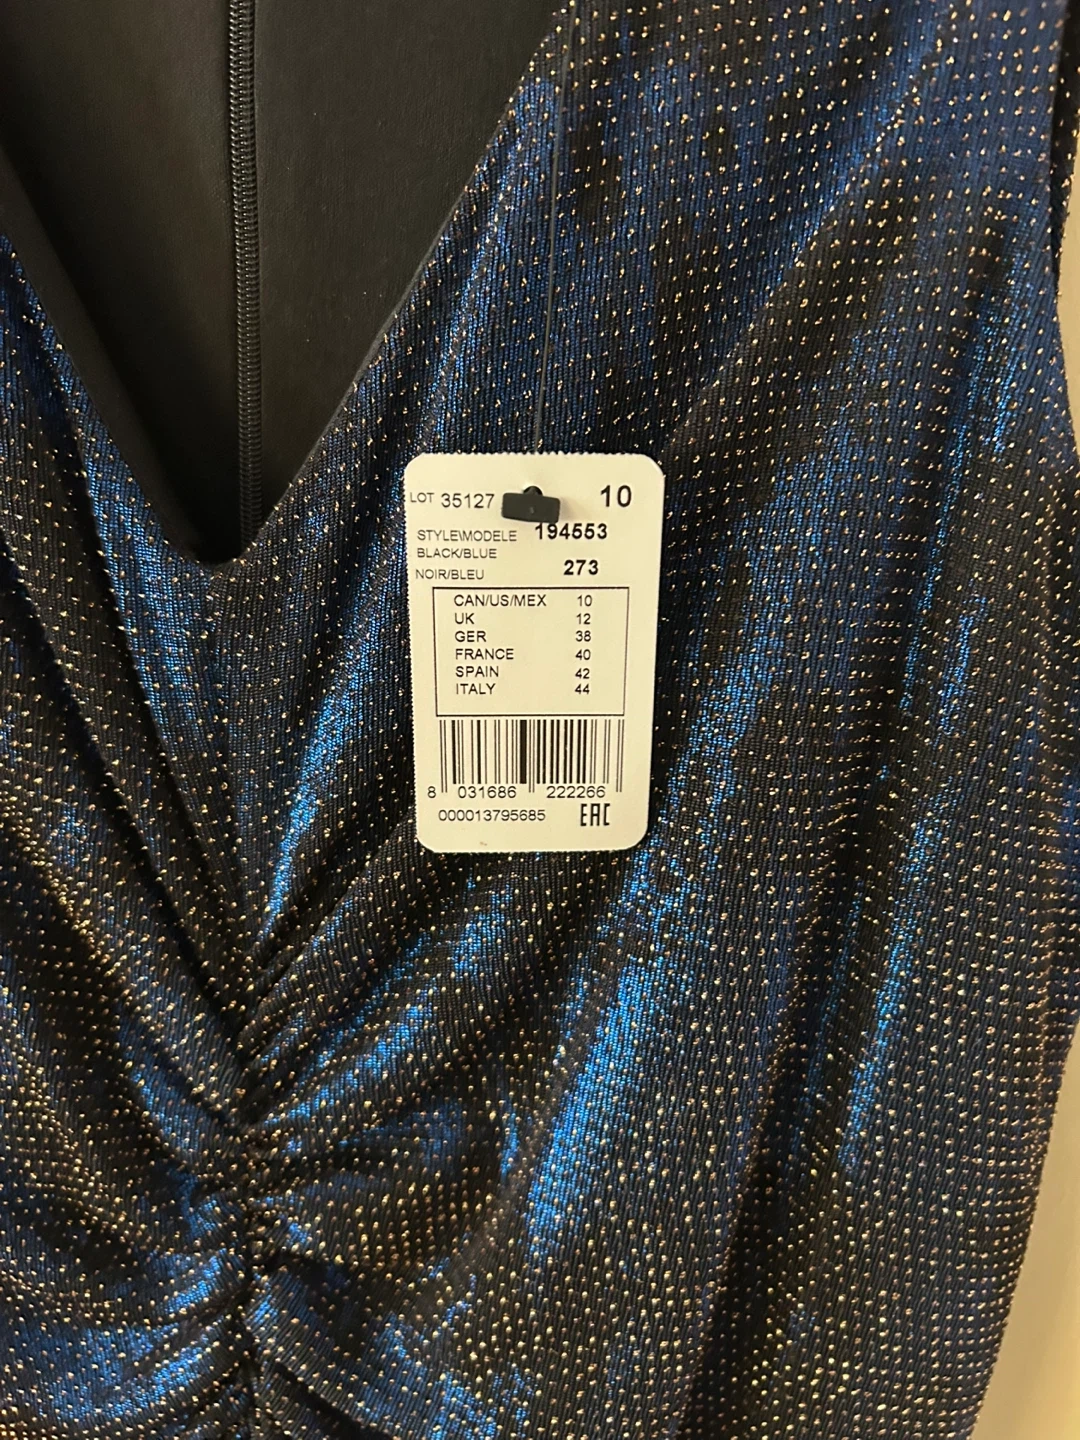 LOT 35127 10
STYLE\MODELE 194553
BLACK/BLUE
NOIR/BLEU 273
CAN/US/MEX 10
UK 12
GER 38
FRANCE 40
SPAIN 42
ITALY 44
8 031686 222266
000013795685 EAC